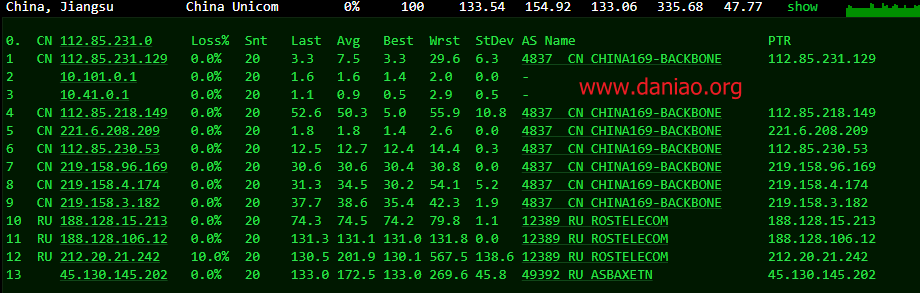 China, Jiangsu China Unicom 0% 100 133.54 154.92 133.06 335.68 47.77 show
0. CN 112.85.231.0 Loss% Snt Last Avg Best Wrst StDev AS Name PTR
1 CN 112.85.231.129 0.0% 20 3.3 7.5 3.3 29.6 6.3 4837 CN CHINA169-BACKBONE 112.85.231.129
2 10.101.0.1 0.0% 20 1.6 1.6 1.4 2.0 0.0 -
3 10.41.0.1 0.0% 20 1.1 0.9 0.5 2.9 0.5 -
www.daniao.org
4 CN 112.85.218.149 0.0% 20 52.6 50.3 5.0 55.9 10.8 4837 CN CHINA169-BACKBONE 112.85.218.149
5 CN 221.6.208.209 0.0% 20 1.8 1.8 1.4 2.6 0.0 4837 CN CHINA169-BACKBONE 221.6.208.209
6 CN 112.85.230.53 0.0% 20 12.5 12.7 12.4 14.4 0.3 4837 CN CHINA169-BACKBONE 112.85.230.53
7 CN 219.158.96.169 0.0% 20 30.6 30.6 30.4 30.8 0.0 4837 CN CHINA169-BACKBONE 219.158.96.169
8 CN 219.158.4.174 0.0% 20 31.3 34.5 30.2 54.1 5.2 4837 CN CHINA169-BACKBONE 219.158.4.174
9 CN 219.158.3.182 0.0% 20 37.7 38.6 35.4 42.3 1.9 4837 CN CHINA169-BACKBONE 219.158.3.182
10 RU 188.128.15.213 0.0% 20 74.3 74.5 74.2 79.8 1.1 12389 RU ROSTELECOM 188.128.15.213
11 RU 188.128.106.12 0.0% 20 131.3 131.1 131.0 131.8 0.0 12389 RU ROSTELECOM 188.128.106.12
12 RU 212.20.21.242 10.0% 20 130.5 201.9 130.1 567.5 138.6 12389 RU ROSTELECOM 212.20.21.242
13 45.130.145.202 0.0% 20 133.0 172.5 133.0 269.6 45.8 49392 RU ASBAXETN 45.130.145.202